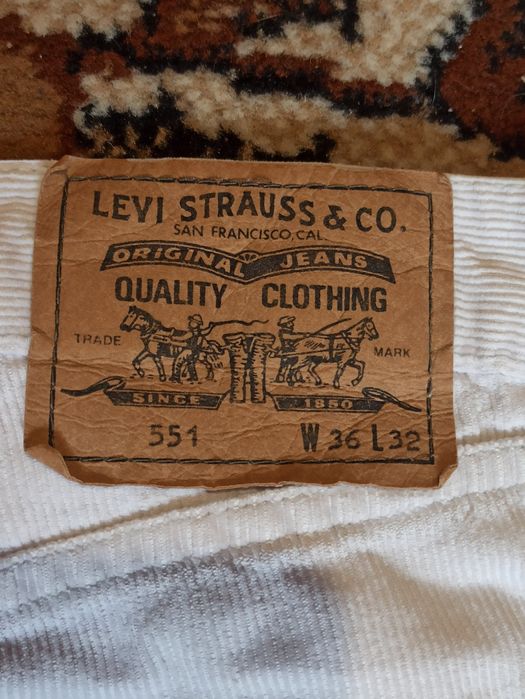 LEVI STRAUSS & CO.
SAN FRANCISCO, CAL.
ORIGINAL JEANS
QUALITY CLOTHING
TRADE MARK
SINCE 1850
551 W 36 L 32